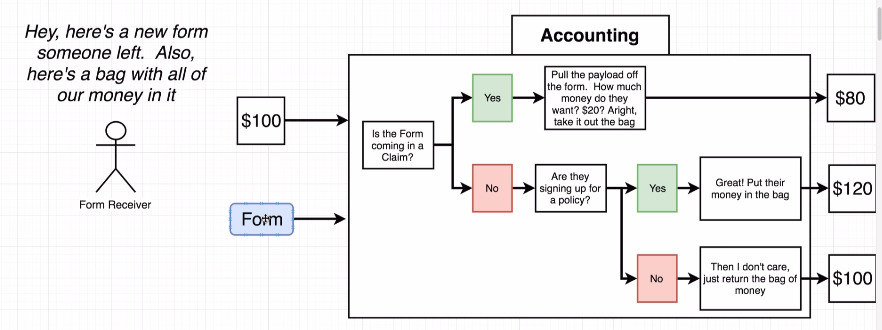 Hey, here's a new form
someone left.  Also,
here's a bag with all of
our money in it
Form Receiver
$100
Form
Accounting
Is the Form
coming in a
Claim?
Yes
Pull the payload off
the form.  How much
money do they
want? $20? Aright,
take it out the bag
$80
No
Are they
signing up for
a policy?
Yes
Great! Put their
money in the bag
$120
No
Then I don't care,
just return the bag of
money
$100